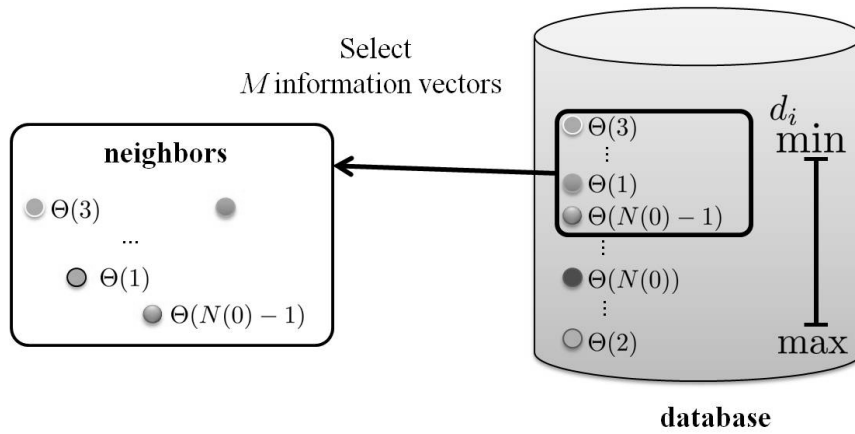 Select
M information vectors
neighbors
Θ(3)
...
Θ(1)
Θ(N(0) − 1)
Θ(3)
⋮
Θ(1)
Θ(N(0) − 1)
⋮
Θ(N(0))
⋮
Θ(2)
d_i
min
max
database